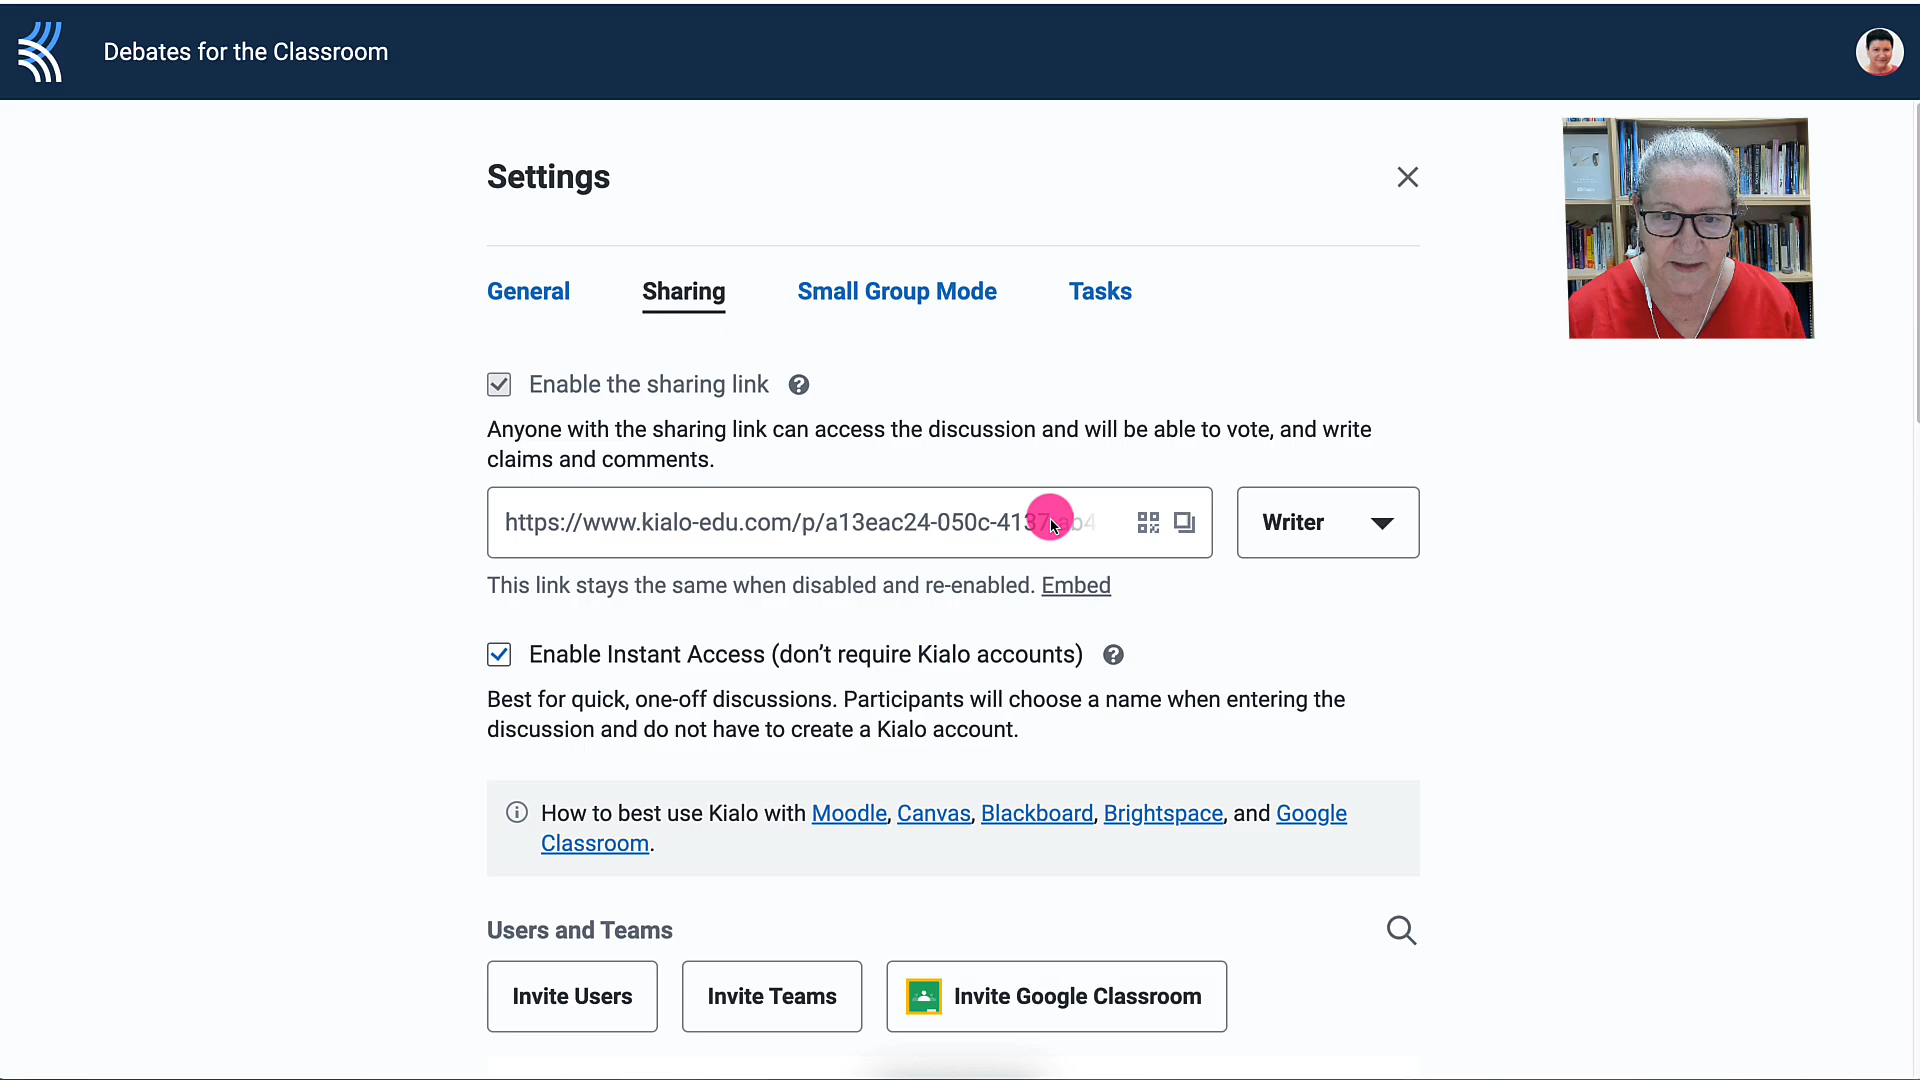 Debates for the Classroom
Settings
General Sharing Small Group Mode Tasks
Enable the sharing link
Anyone with the sharing link can access the discussion and will be able to vote, and write
claims and comments.
https://www.kialo-edu.com/p/a13eac24-050c-4137-ab4
Writer
This link stays the same when disabled and re-enabled. Embed
Enable Instant Access (don’t require Kialo accounts)
Best for quick, one-off discussions. Participants will choose a name when entering the
discussion and do not have to create a Kialo account.
How to best use Kialo with Moodle, Canvas, Blackboard, Brightspace, and Google
Classroom.
Users and Teams
Invite Users
Invite Teams
Invite Google Classroom